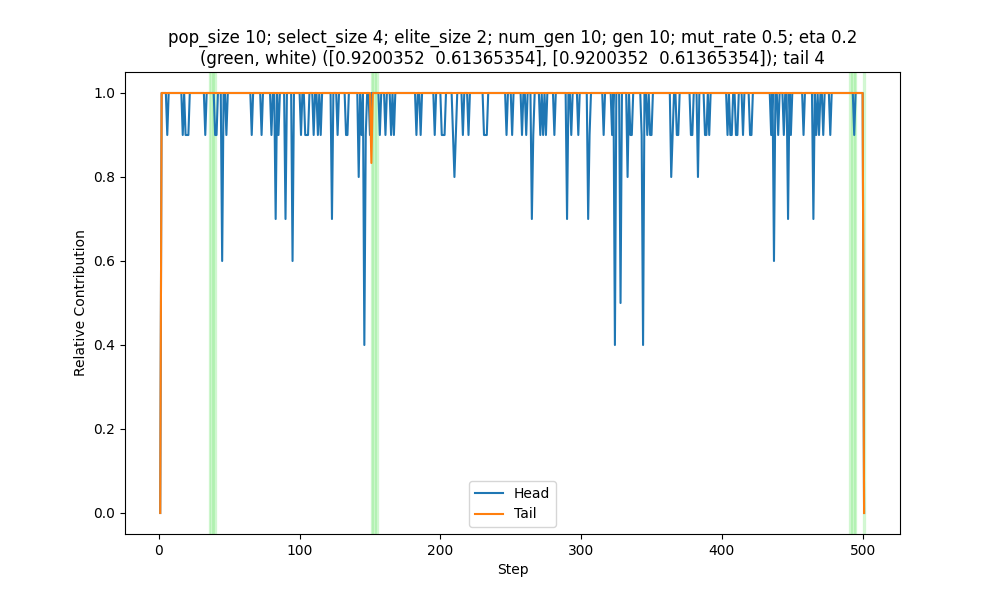 pop_size 10; select_size 4; elite_size 2; num_gen 10; gen 10; mut_rate 0.5; eta 0.2
(green, white) ([0.9200352  0.61365354], [0.9200352  0.61365354]); tail 4
1.0
0.8
0.6
0.4
0.2
0.0
Relative Contribution
Head
Tail
0
100
200
300
400
500
Step